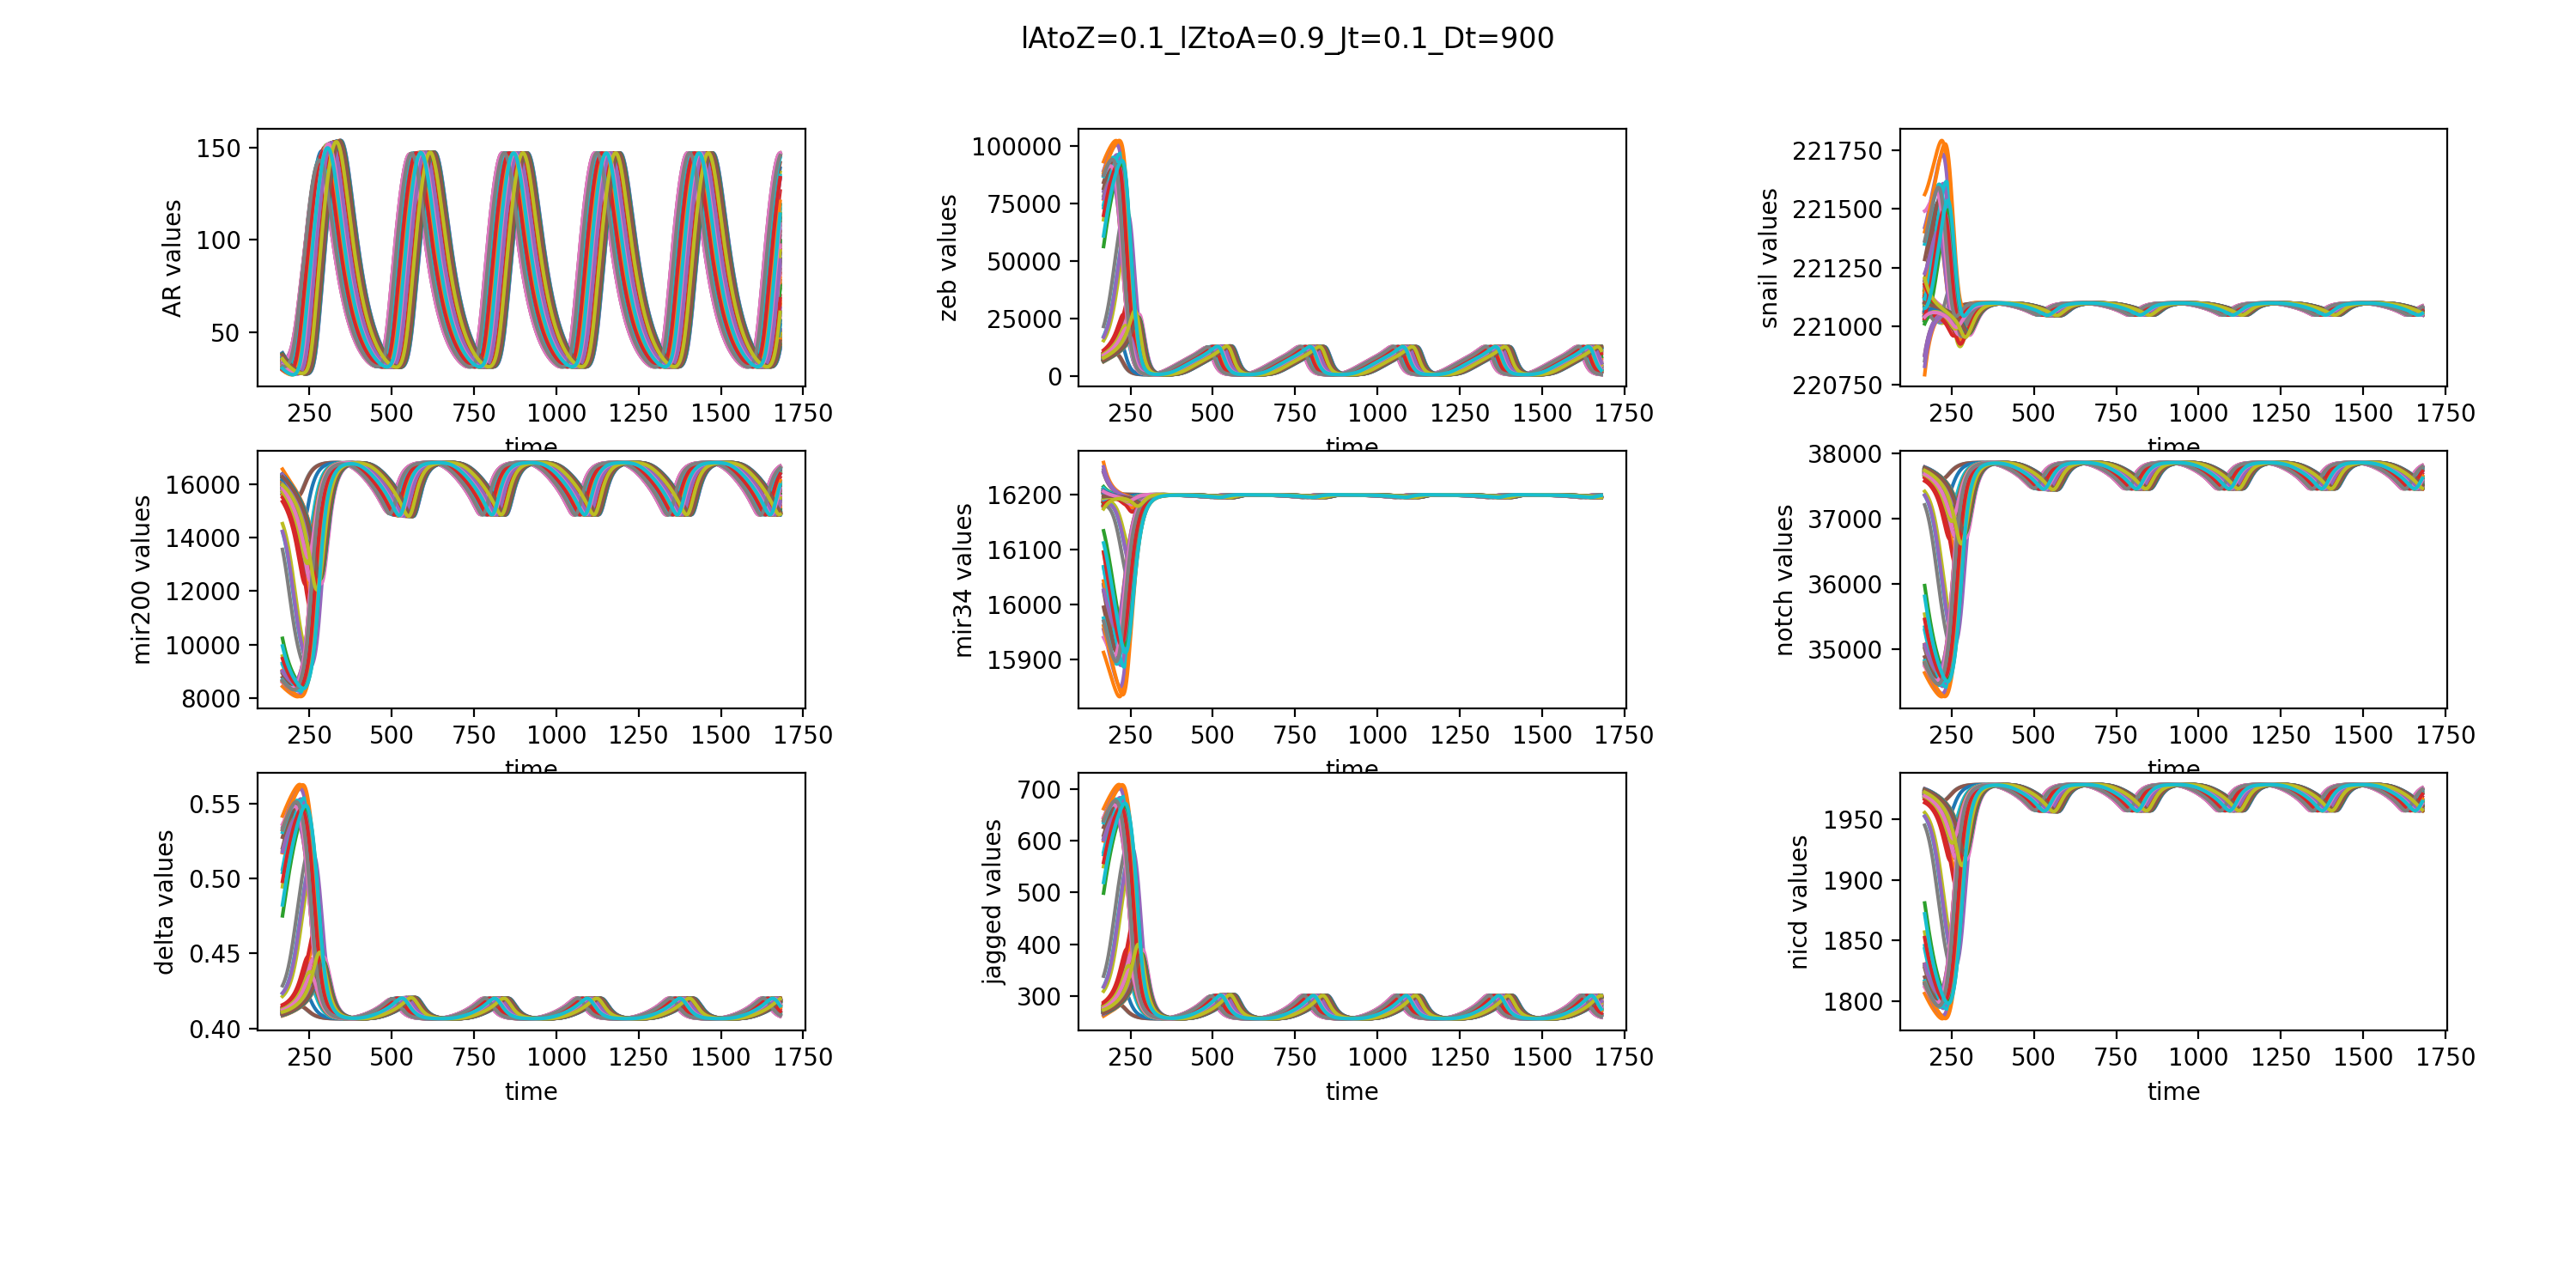 lAtoZ=0.1_lZtoA=0.9_Jt=0.1_Dt=900
150
100
50
AR values
250 500 750 1000 1250 1500 1750
time
100000
75000
50000
25000
0
zeb values
250 500 750 1000 1250 1500 1750
time
221750
221500
221250
221000
220750
snail values
250 500 750 1000 1250 1500 1750
time
16000
14000
12000
10000
8000
mir200 values
250 500 750 1000 1250 1500 1750
time
16200
16100
16000
15900
mir34 values
250 500 750 1000 1250 1500 1750
time
38000
37000
36000
35000
notch values
250 500 750 1000 1250 1500 1750
time
0.55
0.50
0.45
0.40
delta values
250 500 750 1000 1250 1500 1750
time
700
600
500
400
300
jagged values
250 500 750 1000 1250 1500 1750
time
1950
1900
1850
1800
nicd values
250 500 750 1000 1250 1500 1750
time